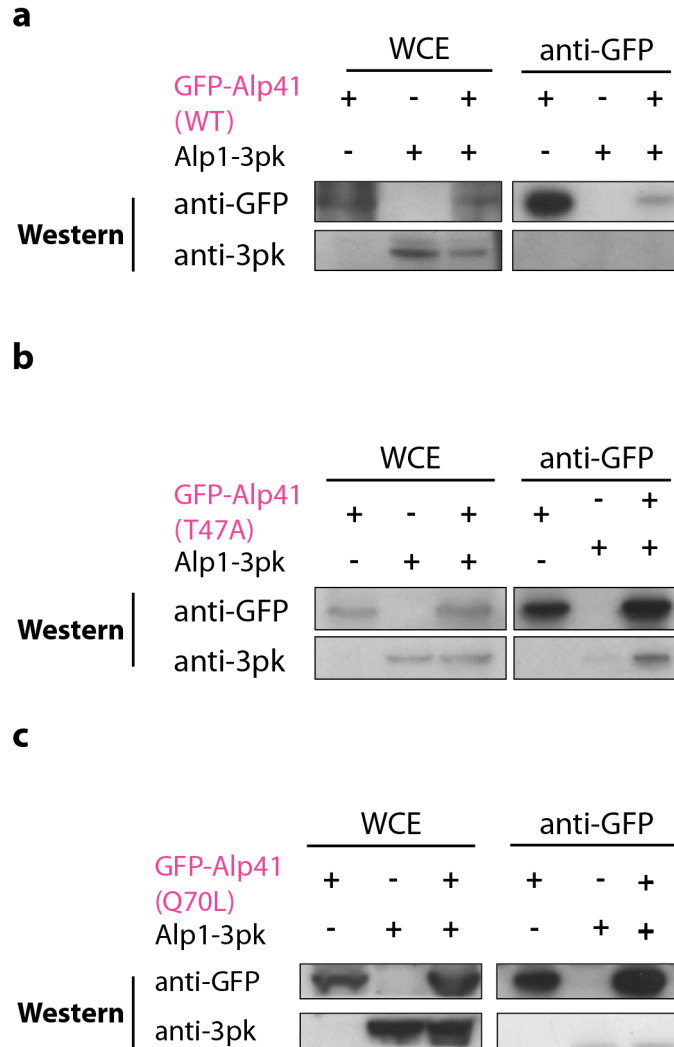 a
WCE anti-GFP
GFP-Alp41
(WT)
+ - + + - +
Alp1-3pk - + + - + +
anti-GFP
Western
anti-3pk
b
WCE anti-GFP
GFP-Alp41
(T47A)
+ - + + - +
Alp1-3pk - + + - + +
anti-GFP
Western
anti-3pk
c
WCE anti-GFP
GFP-Alp41
(Q70L)
+ - + + - +
Alp1-3pk - + + - + +
anti-GFP
Western
anti-3pk